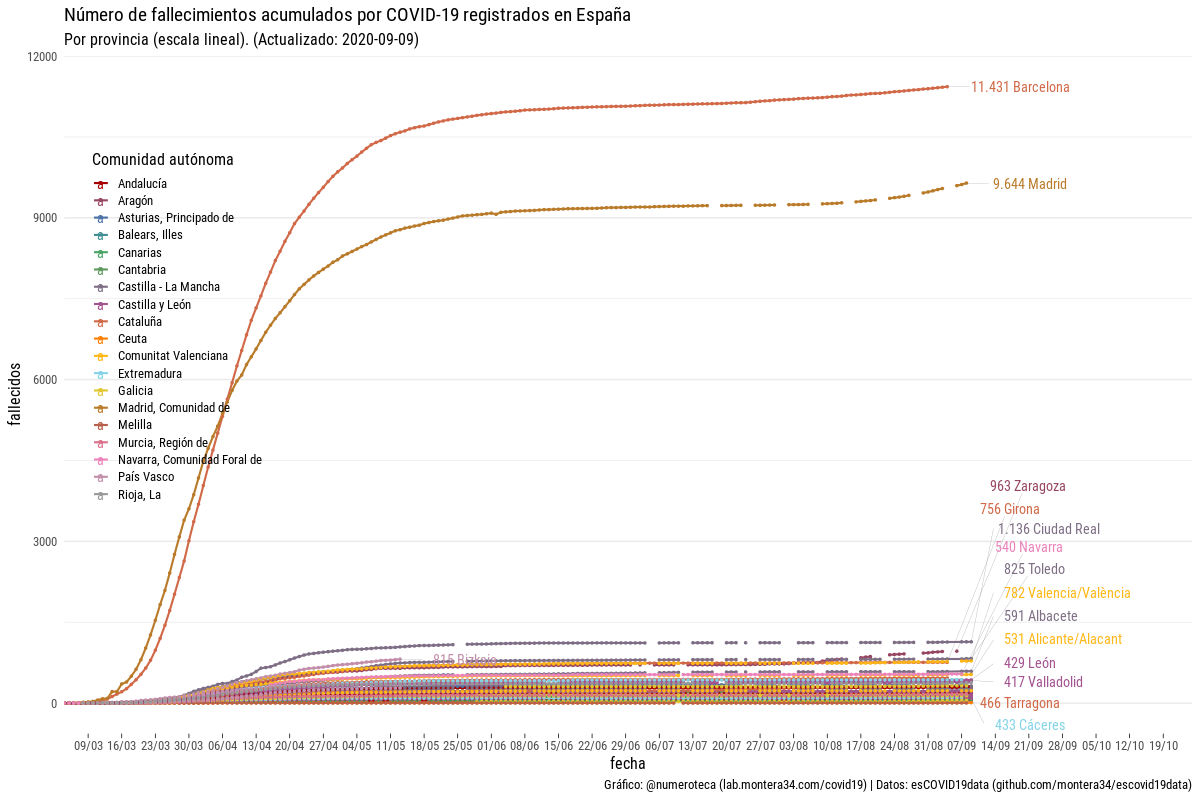 Número de fallecimientos acumulados por COVID-19 registrados en España
Por provincia (escala lineal). (Actualizado: 2020-09-09)
12000
9000
6000
3000
0
fallecidos
Comunidad autónoma
Andalucía
Aragón
Asturias, Principado de
Balears, Illes
Canarias
Cantabria
Castilla - La Mancha
Castilla y León
Cataluña
Ceuta
Comunitat Valenciana
Extremadura
Galicia
Madrid, Comunidad de
Melilla
Murcia, Región de
Navarra, Comunidad Foral de
País Vasco
Rioja, La
11.431 Barcelona
9.644 Madrid
963 Zaragoza
756 Girona
1.136 Ciudad Real
540 Navarra
825 Toledo
782 Valencia/València
591 Albacete
531 Alicante/Alacant
815 Bizkaia
429 León
417 Valladolid
466 Tarragona
433 Cáceres
09/03 16/03 23/03 30/03 06/04 13/04 20/04 27/04 04/05 11/05 18/05 25/05 01/06 08/06 15/06 22/06 29/06 06/07 13/07 20/07 27/07 03/08 10/08 17/08 24/08 31/08 07/09 14/09 21/09 28/09 05/10 12/10 19/10
fecha
Gráfico: @numeroteca (lab.montera34.com/covid19) | Datos: esCOVID19data (github.com/montera34/escovid19data)